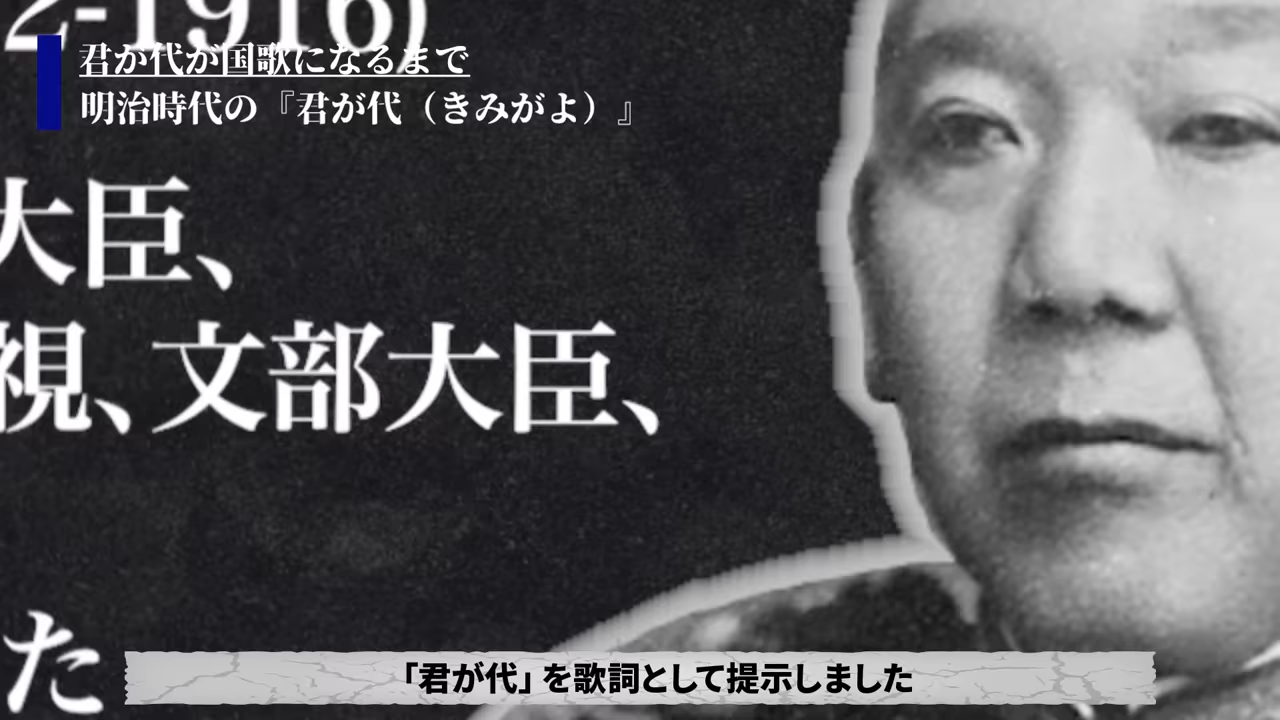 2-1916)
君が代が国歌になるまで
明治時代の『君が代（きみがよ）』
大臣、
視、文部大臣、
た
「君が代」を歌詞として提示しました